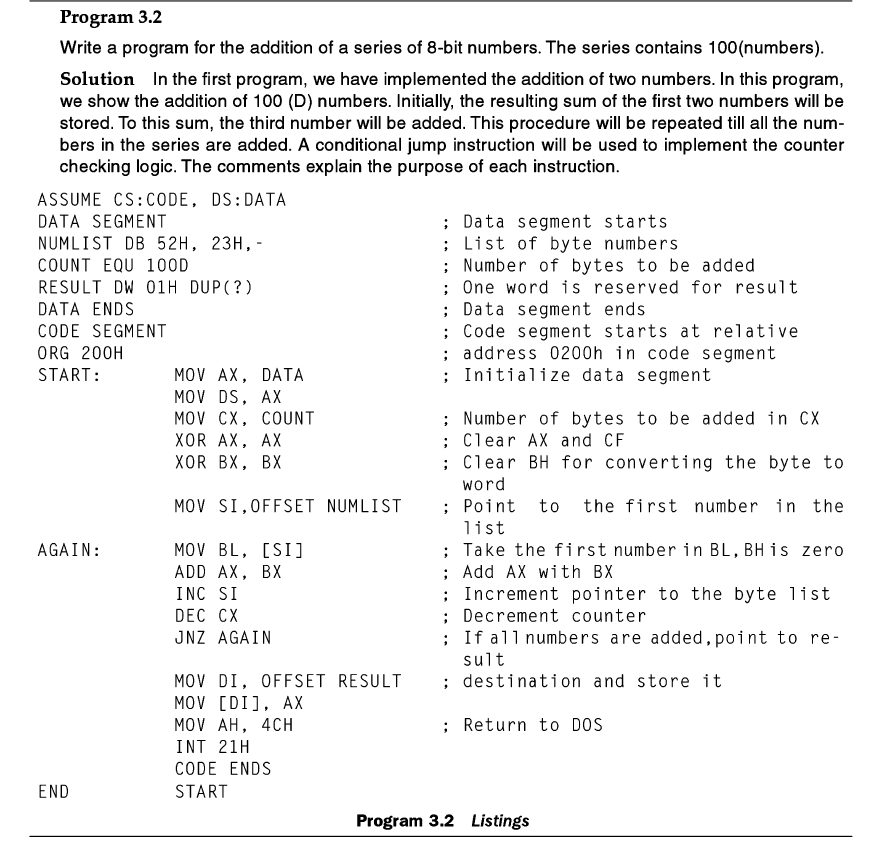 Program 3.2
Write a program for the addition of a series of 8-bit numbers. The series contains 100(numbers).
Solution In the first program, we have implemented the addition of two numbers. In this program,
we show the addition of 100 (D) numbers. Initially, the resulting sum of the first two numbers will be
stored. To this sum, the third number will be added. This procedure will be repeated till all the num-
bers in the series are added. A conditional jump instruction will be used to implement the counter
checking logic. The comments explain the purpose of each instruction.
ASSUME CS:CODE, DS:DATA
DATA SEGMENT ; Data segment starts
NUMLIST DB 52H, 23H,- ; List of byte numbers
COUNT EQU 100D ; Number of bytes to be added
RESULT DW 01H DUP(?) ; One word is reserved for result
DATA ENDS ; Data segment ends
CODE SEGMENT ; Code segment starts at relative
ORG 200H ; address 0200h in code segment
START: MOV AX, DATA ; Initialize data segment
MOV DS, AX
MOV CX, COUNT ; Number of bytes to be added in CX
XOR AX, AX ; Clear AX and CF
XOR BX, BX ; Clear BH for converting the byte to
word
MOV SI,OFFSET NUMLIST ; Point to the first number in the
list
AGAIN: MOV BL, [SI] ; Take the first number in BL,BH is zero
ADD AX, BX ; Add AX with BX
INC SI ; Increment pointer to the byte list
DEC CX ; Decrement counter
JNZ AGAIN ; If all numbers are added,point to re-
sult
MOV DI, OFFSET RESULT ; destination and store it
MOV [DI], AX
MOV AH, 4CH ; Return to DOS
INT 21H
CODE ENDS
END START
Program 3.2 Listings